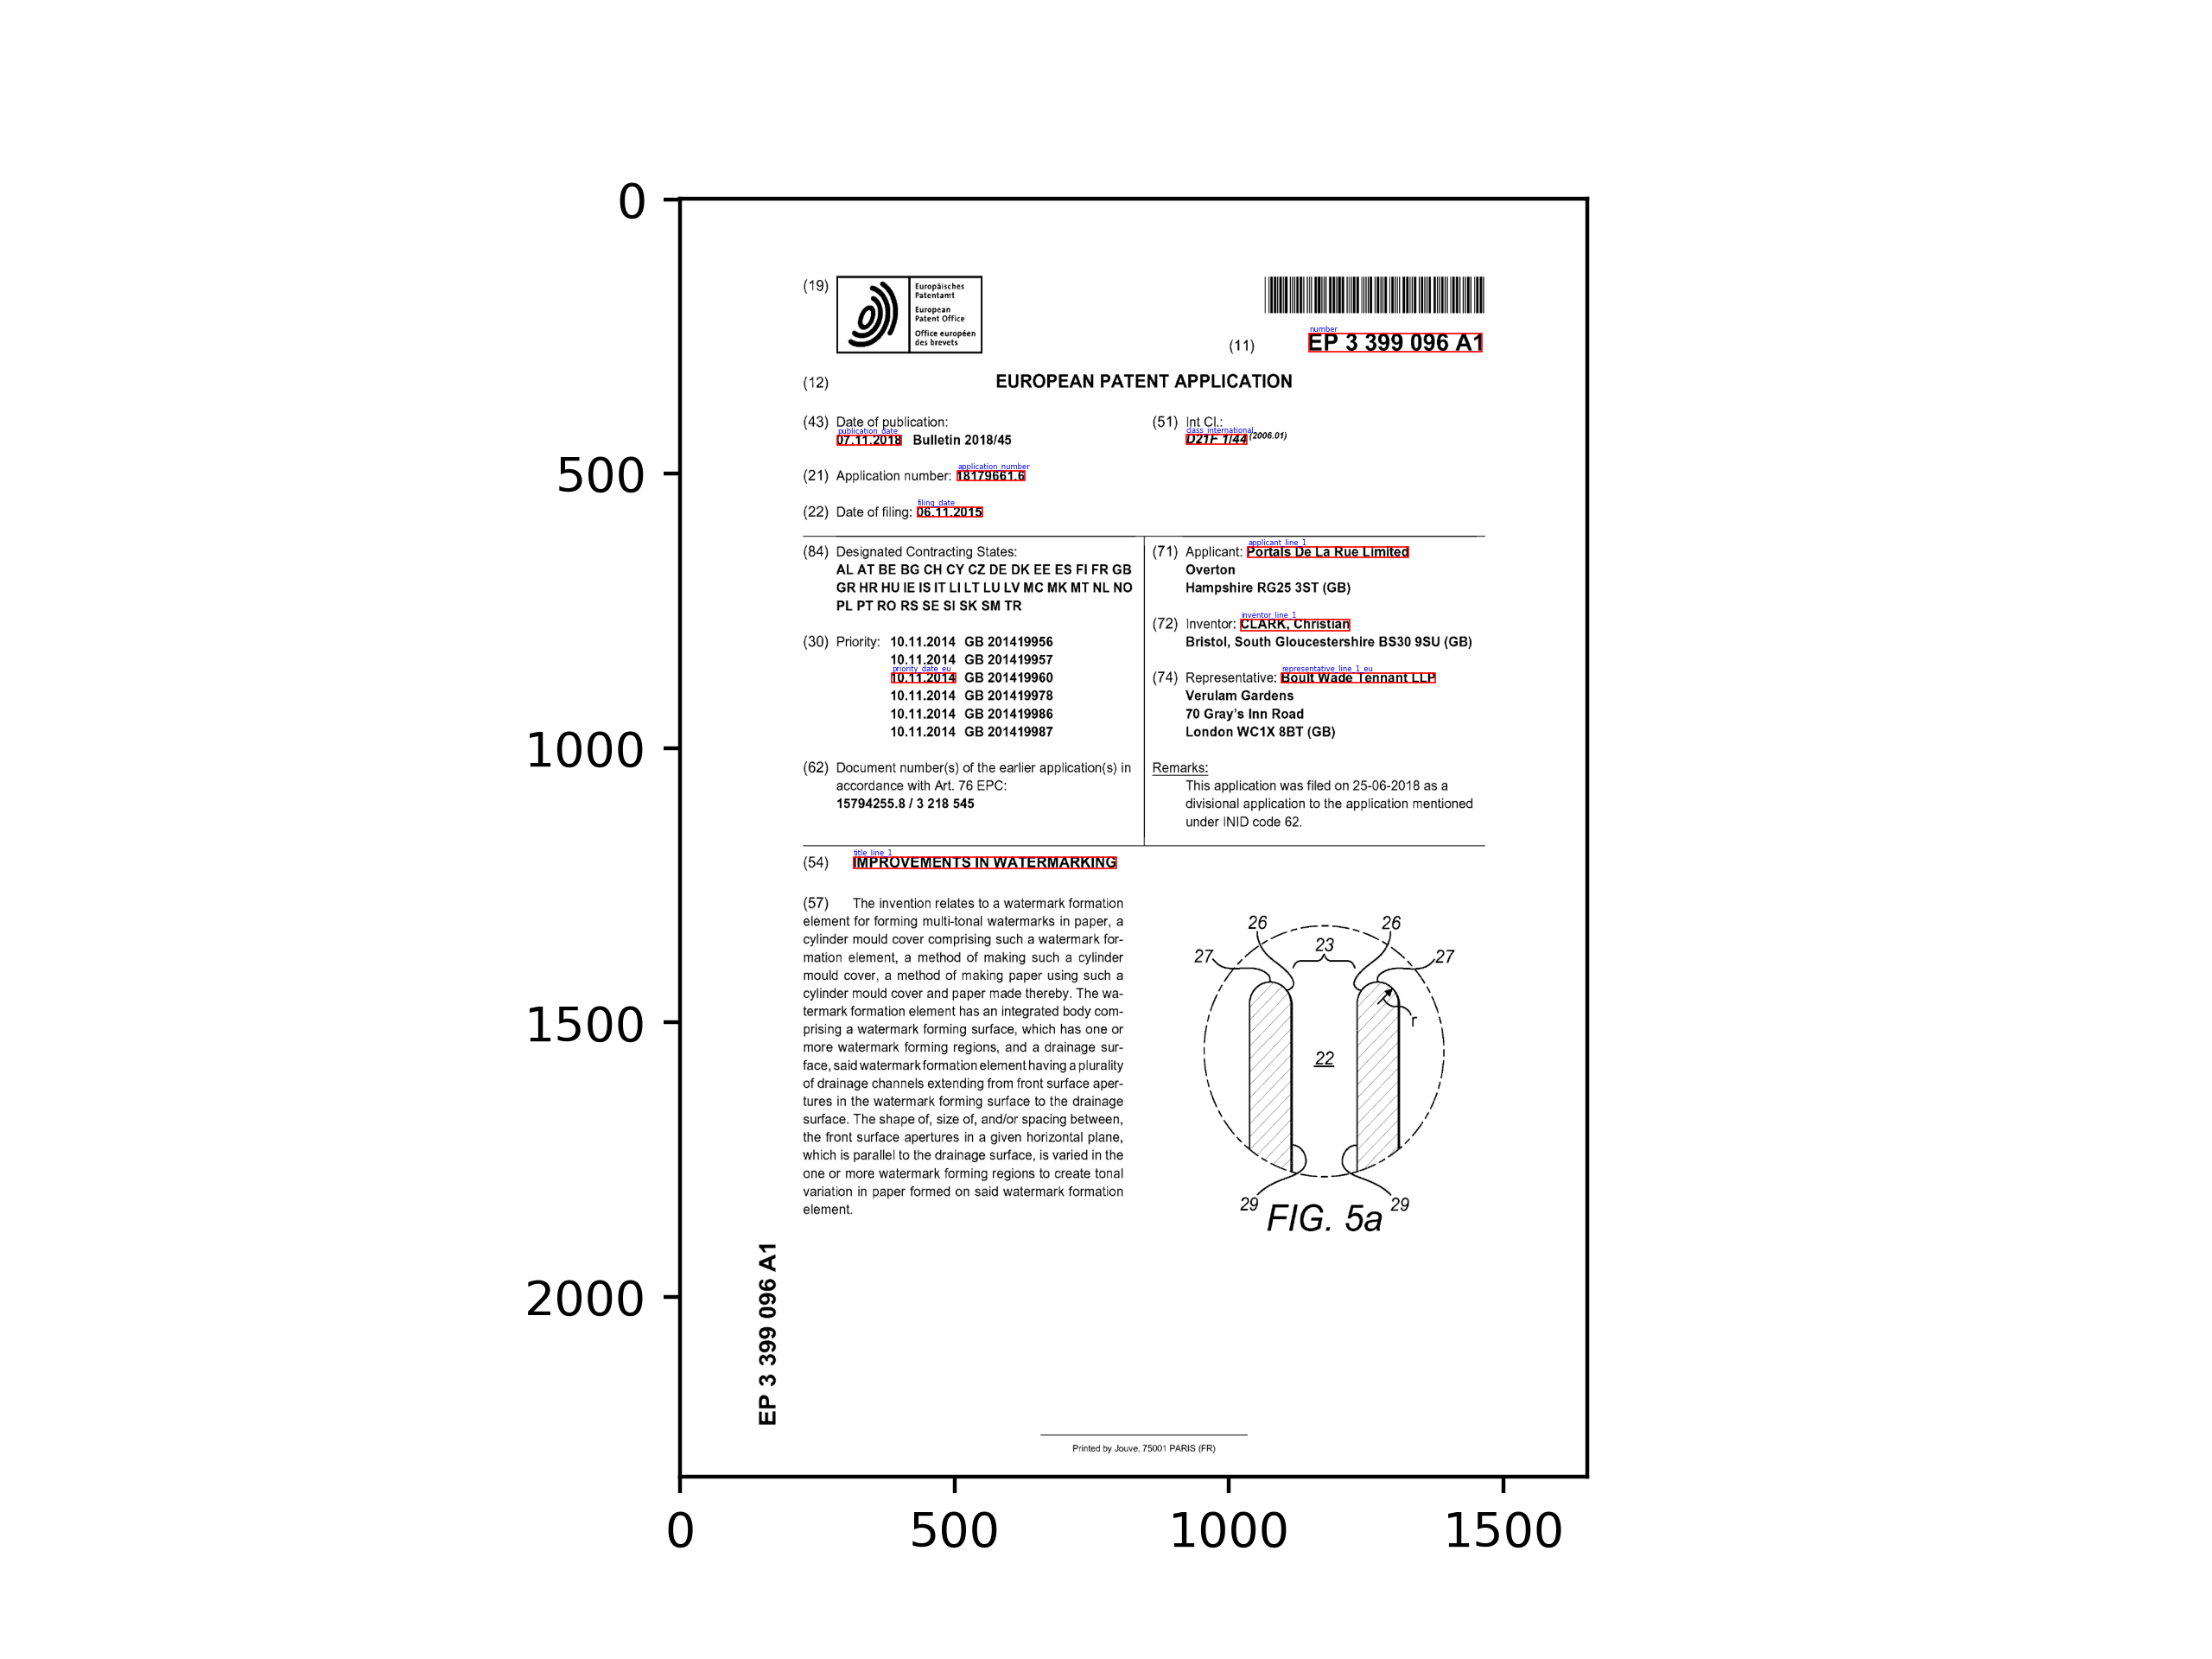 0
500
1000
1500
2000
0
500
1000
1500
(19)
Europäisches
Patentamt
European
Patent Office
Office européen
des brevets
number
(11)
EP 3 399 096 A1
(12)
EUROPEAN PATENT APPLICATION
(43) Date of publication:
publication_date
07.11.2018 Bulletin 2018/45
(51) Int Cl.:
class_international
D21F 1/44 (2006.01)
application_number
(21) Application number: 18179661.6
filing_date
(22) Date of filing: 06.11.2015
(84) Designated Contracting States:
AL AT BE BG CH CY CZ DE DK EE ES FI FR GB
GR HR HU IE IS IT LI LT LU LV MC MK MT NL NO
PL PT RO RS SE SI SK SM TR
(30) Priority: 10.11.2014 GB 201419956
10.11.2014 GB 201419957
priority_date_eu
10.11.2014 GB 201419960
10.11.2014 GB 201419978
10.11.2014 GB 201419986
10.11.2014 GB 201419987
(62) Document number(s) of the earlier application(s) in
accordance with Art. 76 EPC:
15794255.8 / 3 218 545
applicant_line_1
(71) Applicant: Portals De La Rue Limited
Overton
Hampshire RG25 3ST (GB)
inventor_line_1
(72) Inventor: CLARK, Christian
Bristol, South Gloucestershire BS30 9SU (GB)
representative_line_1_eu
(74) Representative: Boult Wade Tennant LLP
Verulam Gardens
70 Gray's Inn Road
London WC1X 8BT (GB)
Remarks:
This application was filed on 25-06-2018 as a
divisional application to the application mentioned
under INID code 62.
title_line_1
(54) IMPROVEMENTS IN WATERMARKING
(57) The invention relates to a watermark formation
element for forming multi-tonal watermarks in paper, a
cylinder mould cover comprising such a watermark for-
mation element, a method of making such a cylinder
mould cover, a method of making paper using such a
cylinder mould cover and paper made thereby. The wa-
termark formation element has an integrated body com-
prising a watermark forming surface, which has one or
more watermark forming regions, and a drainage sur-
face, said watermark formation element having a plurality
of drainage channels extending from front surface aper-
tures in the watermark forming surface to the drainage
surface. The shape of, size of, and/or spacing between,
the front surface apertures in a given horizontal plane,
which is parallel to the drainage surface, is varied in the
one or more watermark forming regions to create tonal
variation in paper formed on said watermark formation
element.
26
26
23
27
27
r
22
29
29
FIG. 5a
EP 3 399 096 A1
Printed by Jouve, 75001 PARIS (FR)